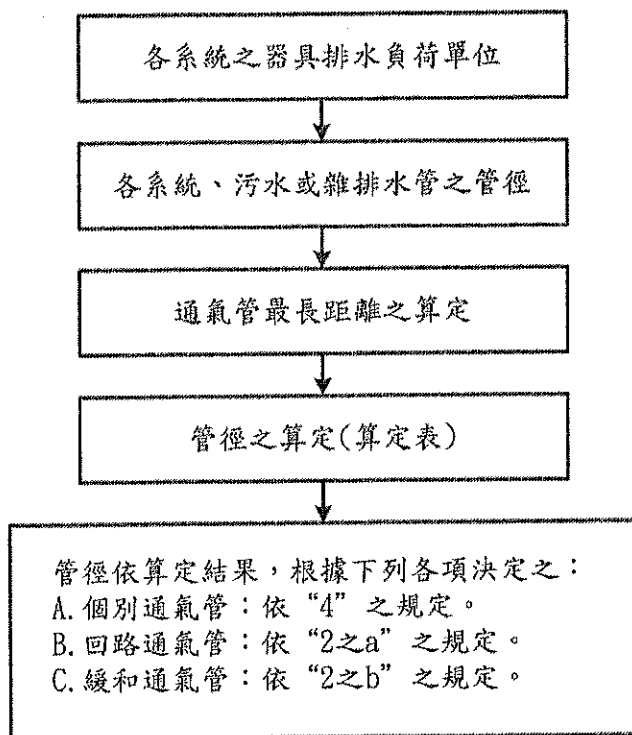 各系統之器具排水負荷單位
各系統、污水或雜排水管之管徑
通氣管最長距離之算定
管徑之算定(算定表)
管徑依算定結果，根據下列各項決定之：
A.個別通氣管：依“4”之規定。
B.回路通氣管：依“2之a”之規定。
C.緩和通氣管：依“2之b”之規定。